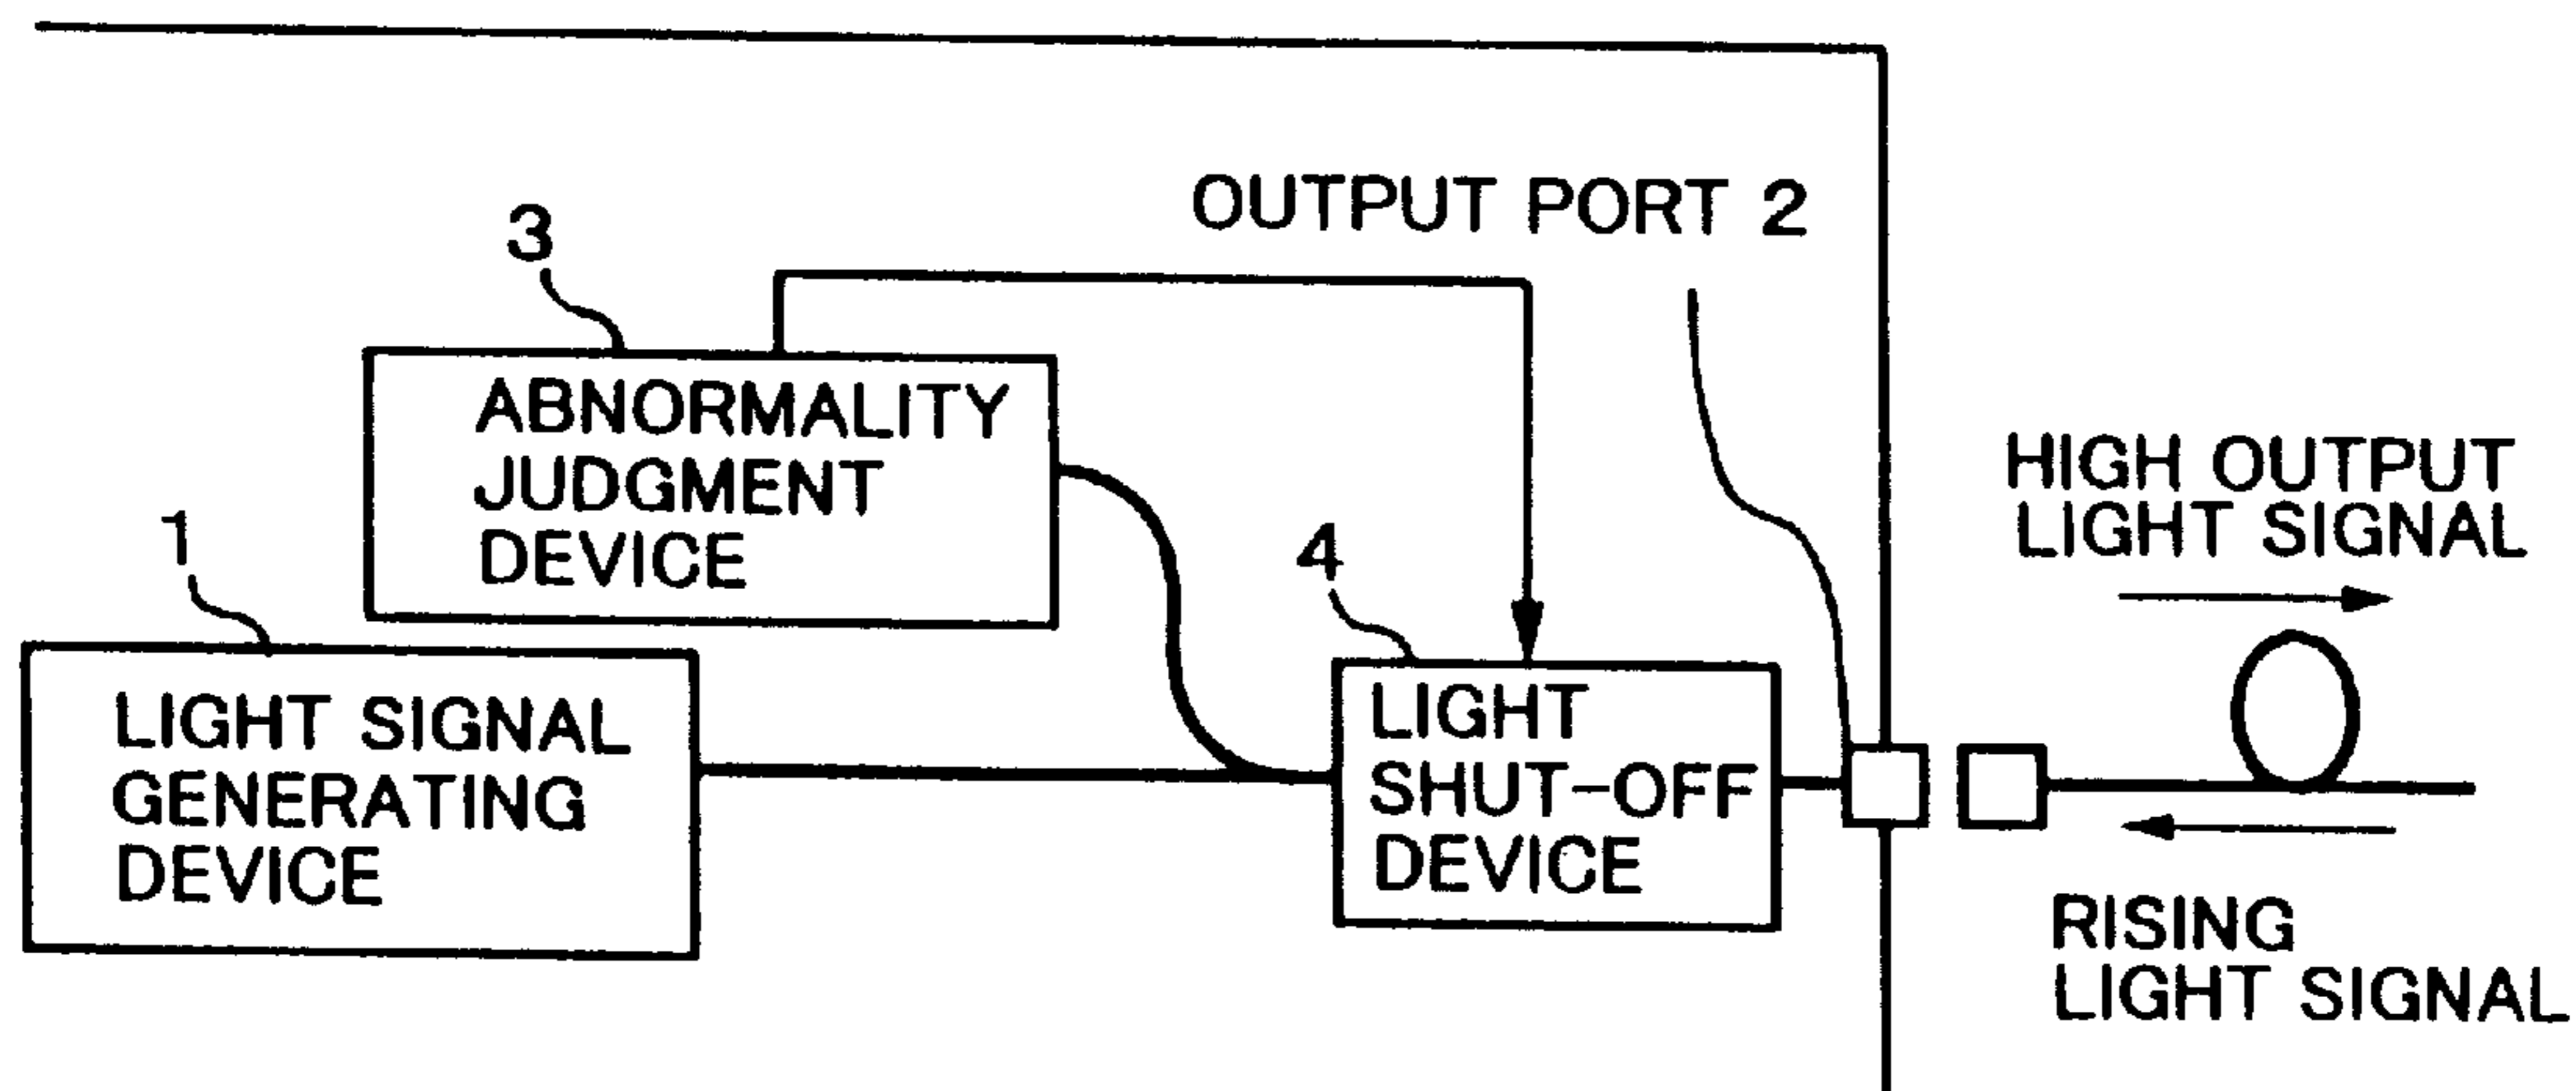 OUTPUT PORT 2
3
ABNORMALITY
JUDGMENT
DEVICE
1
LIGHT SIGNAL
GENERATING
DEVICE
4
LIGHT
SHUT-OFF
DEVICE
HIGH OUTPUT
LIGHT SIGNAL
RISING
LIGHT SIGNAL